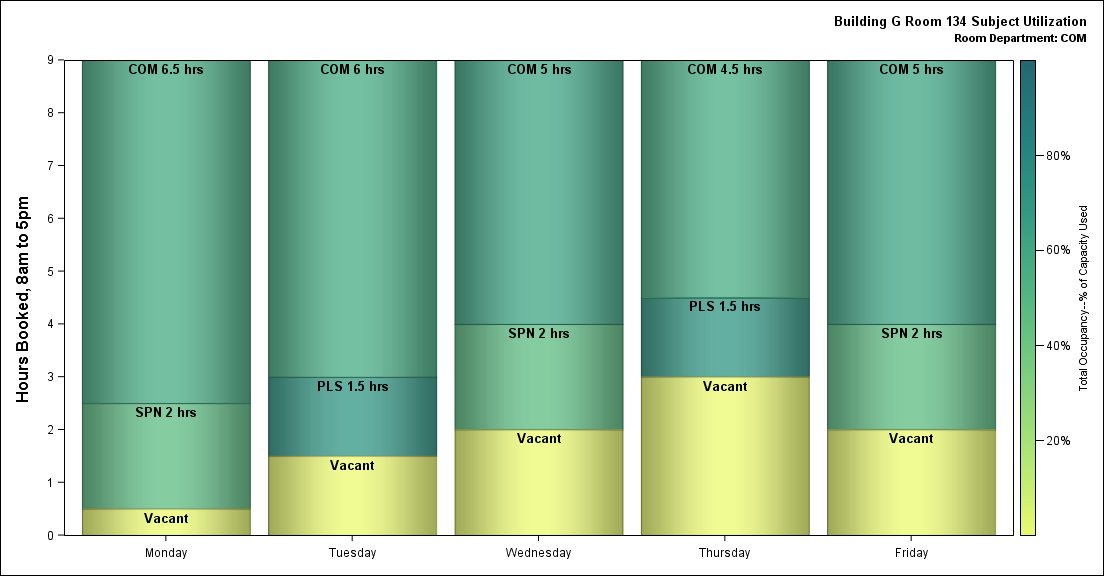 Building G Room 134 Subject Utilization
Room Department: COM
Hours Booked, 8am to 5pm
9
8
7
6
5
4
3
2
1
0
COM 6.5 hrs
SPN 2 hrs
Vacant
COM 6 hrs
PLS 1.5 hrs
Vacant
COM 5 hrs
SPN 2 hrs
Vacant
COM 4.5 hrs
PLS 1.5 hrs
Vacant
COM 5 hrs
SPN 2 hrs
Vacant
Monday
Tuesday
Wednesday
Thursday
Friday
80%
60%
40%
20%
Total Occupancy--% of Capacity Used